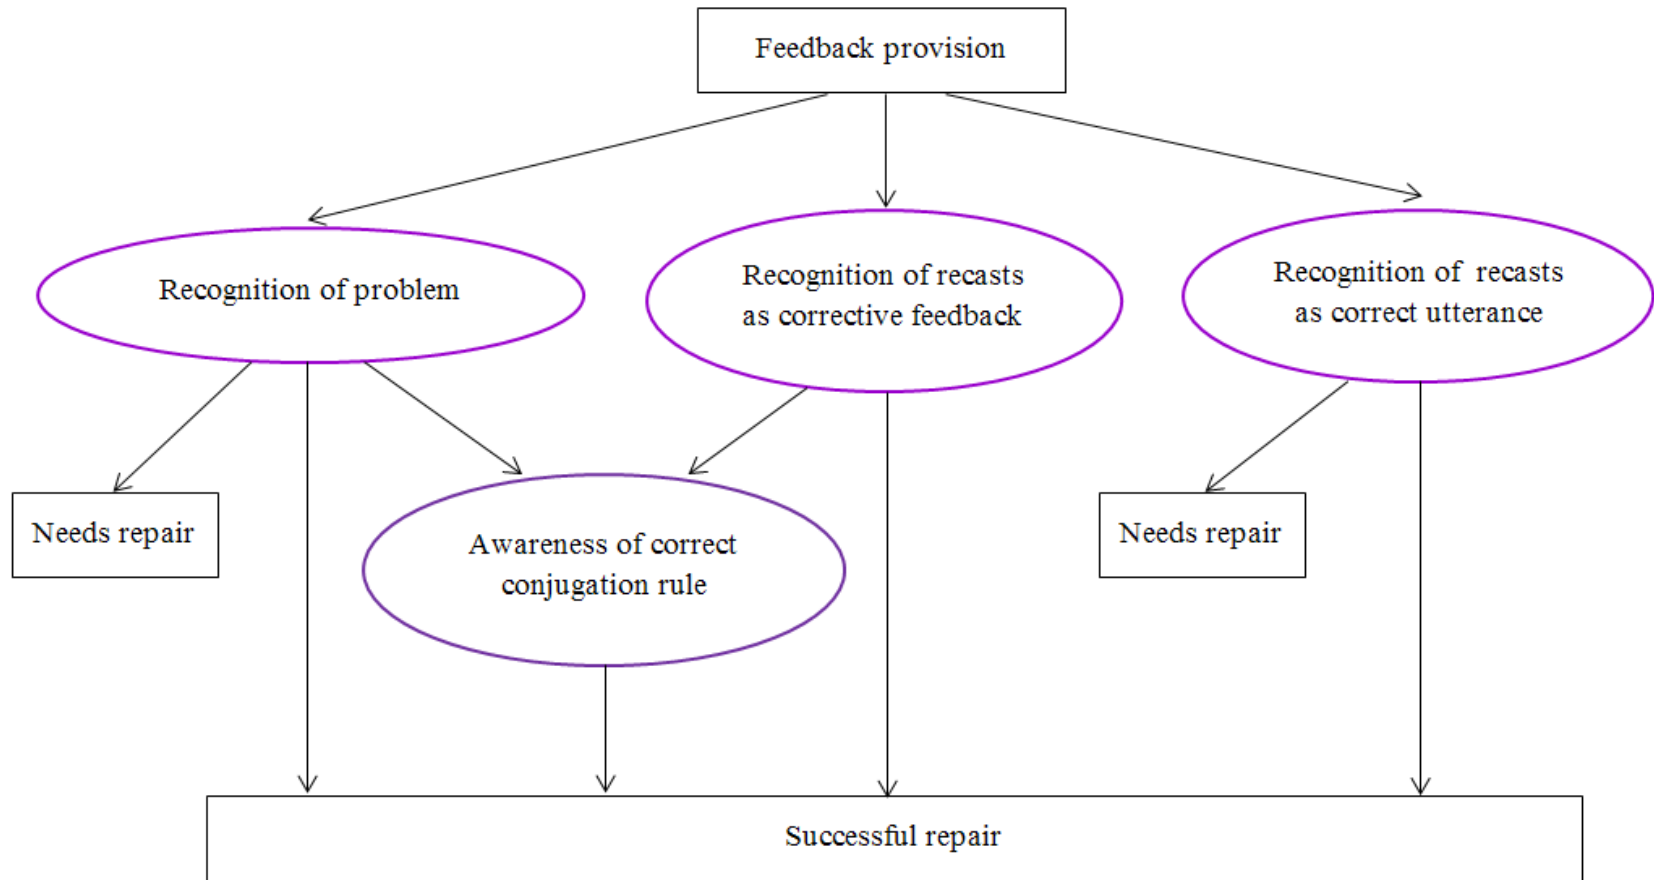 Feedback provision
Recognition of problem
Recognition of recasts
as corrective feedback
Recognition of recasts
as correct utterance
Needs repair
Awareness of correct
conjugation rule
Needs repair
Successful repair